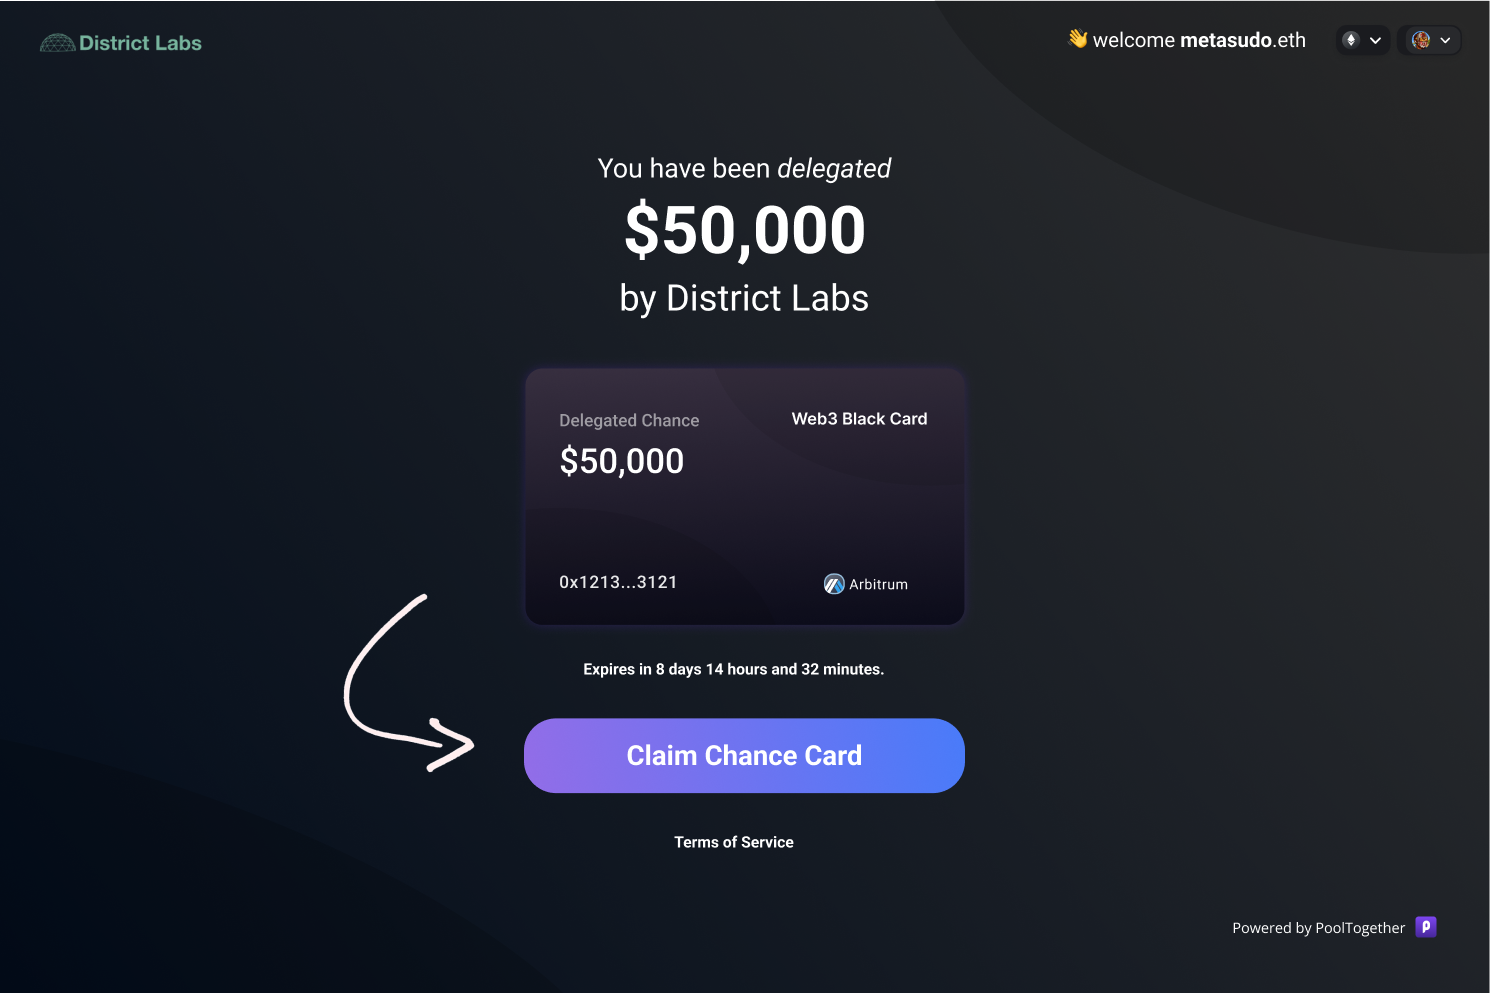 District Labs
👋 welcome metasudo.eth
You have been delegated
$50,000
by District Labs
Delegated Chance
Web3 Black Card
$50,000
0x1213...3121
Arbitrum
Expires in 8 days 14 hours and 32 minutes.
Claim Chance Card
Terms of Service
Powered by PoolTogether